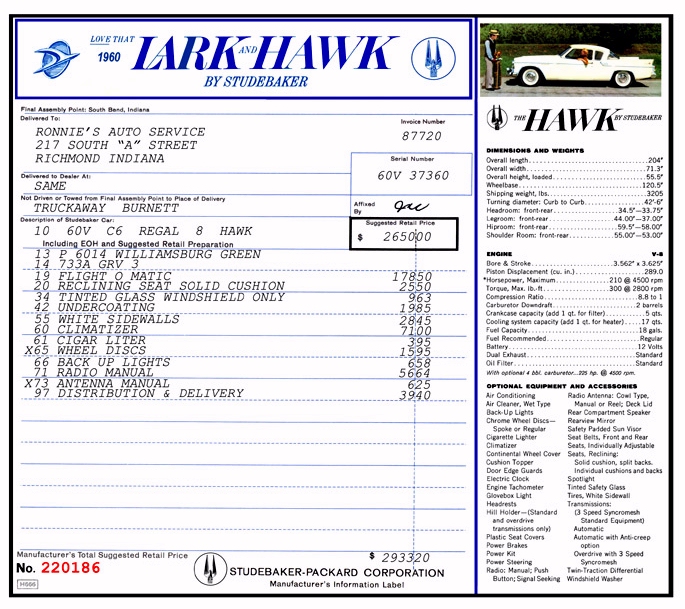 LOVE THAT
1960 LARK AND HAWK
BY STUDEBAKER
Final Assembly Point: South Bend, Indiana
Delivered To:
Invoice Number
RONNIE'S AUTO SERVICE
217 SOUTH "A" STREET
RICHMOND INDIANA
87720
Serial Number
60V 37360
Delivered to Dealer At:
SAME
Not Driven or Towed from Final Assembly Point to Place of Delivery
TRUCKAWAY BURNETT
Affixed By
Description of Studebaker Car:
Suggested Retail Price
10 60V C6 REGAL 8 HAWK
$ 265000
Including EOH and Suggested Retail Preparation
13 P 6014 WILLIAMSBURG GREEN
14 733A GRV 3
19 FLIGHT O MATIC 17850
20 RECLINING SEAT SOLID CUSHION 2550
34 TINTED GLASS WINDSHIELD ONLY 963
42 UNDERCOATING 1985
55 WHITE SIDEWALLS 2845
60 CLIMATIZER 7100
61 CIGAR LITER 395
X65 WHEEL DISCS 1595
66 BACK UP LIGHTS 658
71 RADIO MANUAL 5664
X73 ANTENNA MANUAL 625
97 DISTRIBUTION & DELIVERY 3940
Manufacturer's Total Suggested Retail Price $ 293320
No. 220186
H666
STUDEBAKER-PACKARD CORPORATION
Manufacturer's Information Label
THE HAWK BY STUDEBAKER
DIMENSIONS AND WEIGHTS
Overall length 204"
Overall width 71.3"
Overall height, loaded 55.5"
Wheelbase 120.5"
Shipping weight, lbs. 3205
Turning diameter: Curb to Curb 42'-6"
Headroom: front-rear 34.5"—33.75"
Legroom: front-rear 44.00"—37.00"
Hiproom: front-rear 59.5"—58.00"
Shoulder Room: front-rear 55.00"—53.00"
ENGINE V-8
Bore & Stroke 3.562" x 3.625"
Piston Displacement (cu. in.) 289.0
*Horsepower, Maximum 210 @ 4500 rpm
Torque, Max. lb.-ft 300 @ 2800 rpm
Compression Ratio 8.8 to 1
Carburetor Downdraft 2 barrels
Crankcase capacity (add 1 qt. for filter) 5 qts.
Cooling system capacity (add 1 qt. for heater) 17 qts.
Fuel Capacity 18 gals.
Fuel Recommended Regular
Battery 12 Volts
Dual Exhaust Standard
Oil Filter Standard
With optional 4 bbl. carburetor...225 hp. @ 4500 rpm.
OPTIONAL EQUIPMENT AND ACCESSORIES
Air Conditioning
Air Cleaner, Wet Type
Back-Up Lights
Chrome Wheel Discs—
Spoke or Regular
Cigarette Lighter
Climatizer
Continental Wheel Cover
Cushion Topper
Door Edge Guards
Electric Clock
Engine Tachometer
Glovebox Light
Headrests
Hill Holder—(Standard
and overdrive
transmissions only)
Plastic Seat Covers
Power Brakes
Power Kit
Power Steering
Radio: Manual; Push
Button; Signal Seeking
Radio Antenna: Cowl Type,
Manual or Reel; Deck Lid
Rear Compartment Speaker
Rearview Mirror
Safety Padded Sun Visor
Seat Belts, Front and Rear
Seats, Individually Adjustable
Seats, Reclining:
Solid cushion, split backs.
Individual cushions and backs
Spotlight
Tinted Safety Glass
Tires, White Sidewall
Transmissions:
(3 Speed Syncromesh
Standard Equipment)
Automatic
Automatic with Anti-creep
option
Overdrive with 3 Speed
Syncromesh
Twin-Traction Differential
Windshield Washer